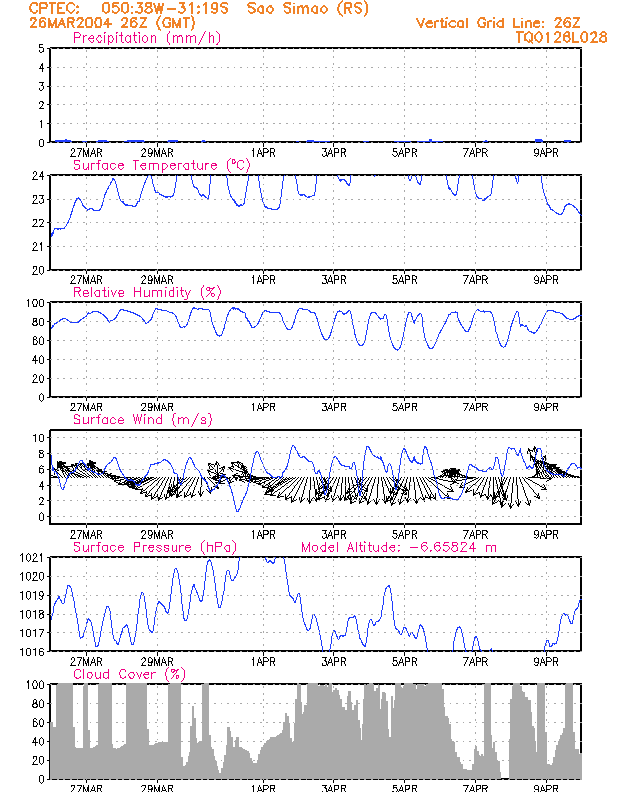 CPTEC: 050:38W-31:19S Sao Simao (RS)
26MAR2004 26Z (GMT) Vertical Grid Line: 26Z
Precipitation (mm/h) TQ0126L028
5
4
3
2
1
0
27MAR 29MAR 1APR 3APR 5APR 7APR 9APR
Surface Temperature (°C)
24
23
22
21
20
27MAR 29MAR 1APR 3APR 5APR 7APR 9APR
Relative Humidity (%)
100
80
60
40
20
0
27MAR 29MAR 1APR 3APR 5APR 7APR 9APR
Surface Wind (m/s)
10
8
6
4
2
0
27MAR 29MAR 1APR 3APR 5APR 7APR 9APR
Surface Pressure (hPa) Model Altitude: -6.65824 m
1021
1020
1019
1018
1017
1016
27MAR 29MAR 1APR 3APR 5APR 7APR 9APR
Cloud Cover (%)
100
80
60
40
20
0
27MAR 29MAR 1APR 3APR 5APR 7APR 9APR